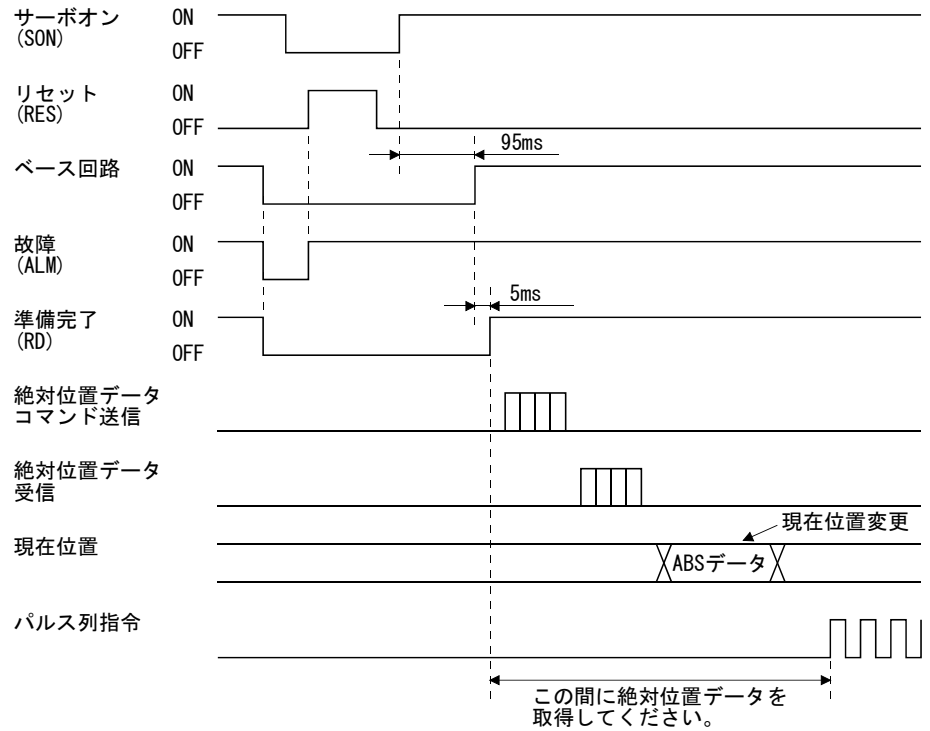 サーボオン
(SON)
ON
OFF
リセット
(RES)
ON
OFF
95ms
ベース回路
ON
OFF
故障
(ALM)
ON
OFF
5ms
準備完了
(RD)
ON
OFF
絶対位置データ
コマンド送信
絶対位置データ
受信
現在位置変更
現在位置
ABSデータ
パルス列指令
この間に絶対位置データを
取得してください。